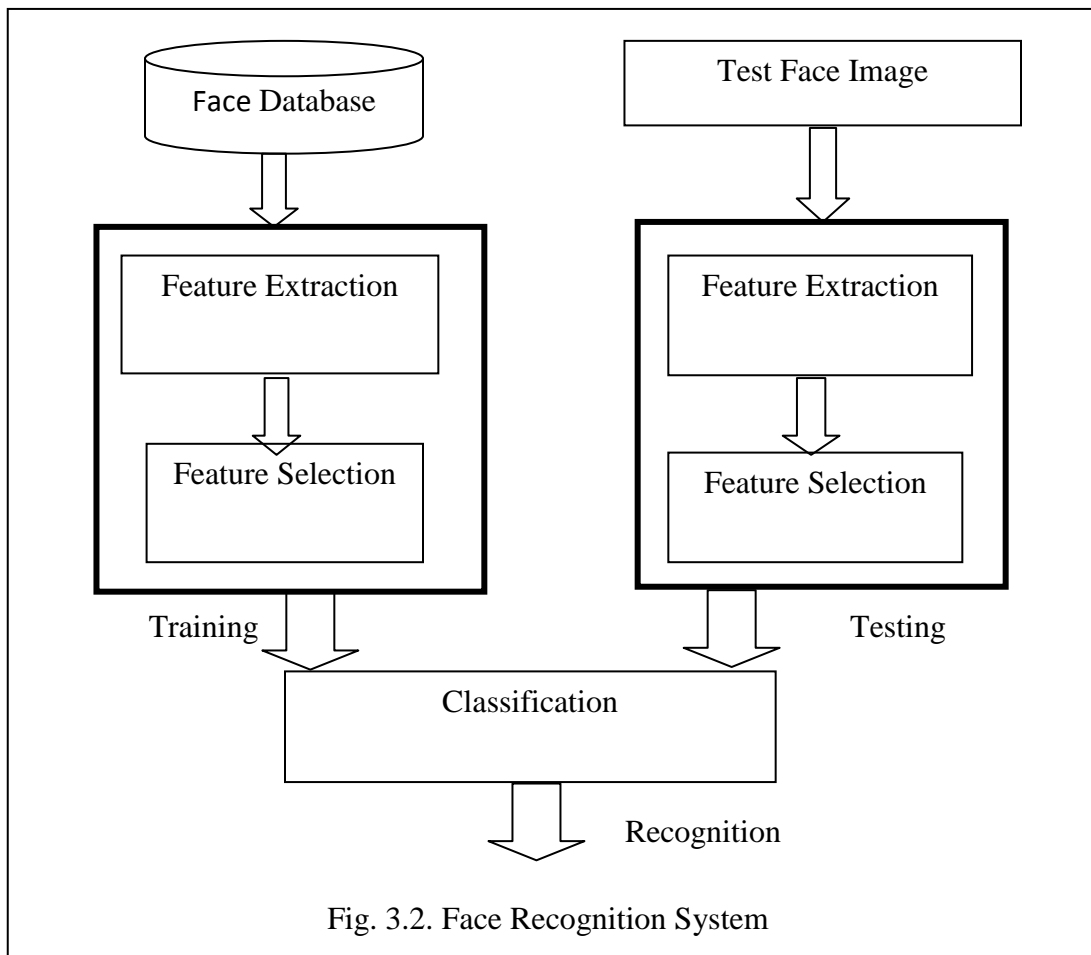 Face Database
Test Face Image
Feature Extraction
Feature Selection
Feature Extraction
Feature Selection
Training
Testing
Classification
Recognition
Fig. 3.2. Face Recognition System